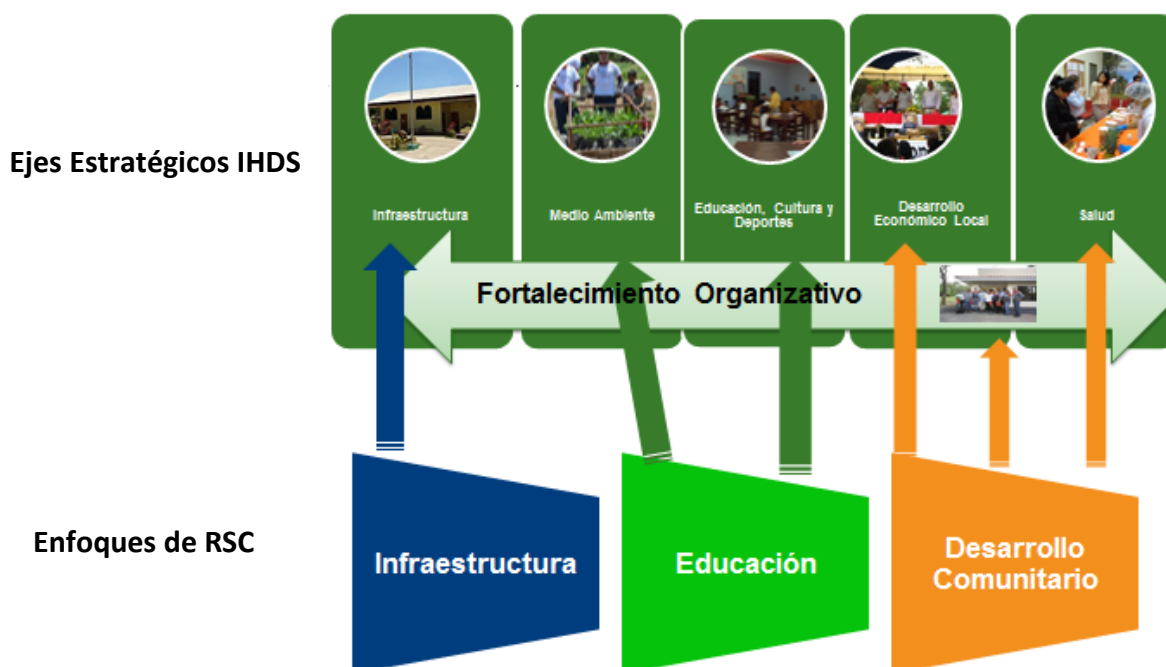 Ejes Estratégicos IHDS
Infraestructura
Medio Ambiente
Educación, Cultura y
Deportes
Desarrollo
Económico Local
Salud
Fortalecimiento Organizativo
Enfoques de RSC
Infraestructura
Educación
Desarrollo
Comunitario